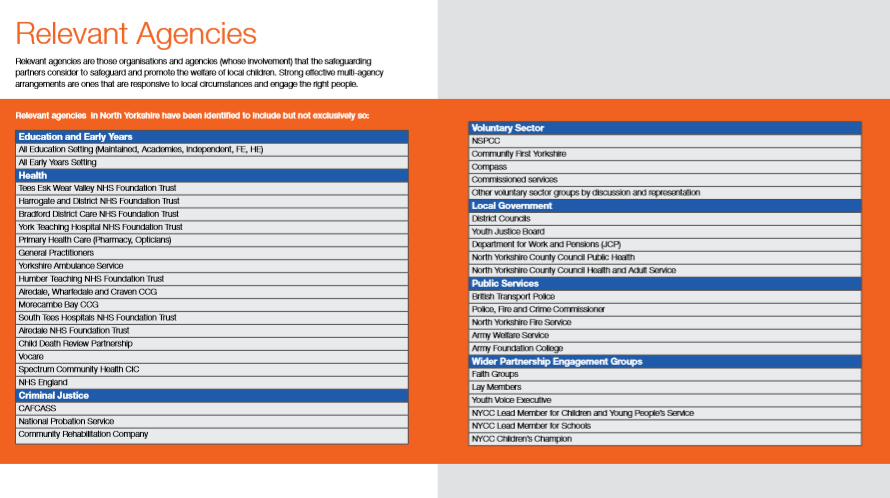 Relevant Agencies
Relevant agencies are those organisations and agencies (whose involvement) that the safeguarding
partners consider to safeguard and promote the welfare of local children. Strong effective multi-agency
arrangements are ones that are responsive to local circumstances and engage the right people.
Relevant agencies in North Yorkshire have been identified to include but not exclusively so:
Education and Early Years
All Education Setting (Maintained, Academies, Independent, FE, HE)
All Early Years Setting
Health
Tees Esk Wear Valley NHS Foundation Trust
Harrogate and District NHS Foundation Trust
Bradford District Care NHS Foundation Trust
York Teaching Hospital NHS Foundation Trust
Primary Health Care (Pharmacy, Opticians)
General Practitioners
Yorkshire Ambulance Service
Humber Teaching NHS Foundation Trust
Airedale, Wharfedale and Craven CCG
Morecambe Bay CCG
South Tees Hospitals NHS Foundation Trust
Airedale NHS Foundation Trust
Child Death Review Partnership
Vocare
Spectrum Community Health CIC
NHS England
Criminal Justice
CAFCASS
National Probation Service
Community Rehabilitation Company
Voluntary Sector
NSPCC
Community First Yorkshire
Compass
Commissioned services
Other voluntary sector groups by discussion and representation
Local Government
District Councils
Youth Justice Board
Department for Work and Pensions (JCP)
North Yorkshire County Council Public Health
North Yorkshire County Council Health and Adult Service
Public Services
British Transport Police
Police, Fire and Crime Commissioner
North Yorkshire Fire Service
Army Welfare Service
Army Foundation College
Wider Partnership Engagement Groups
Faith Groups
Lay Members
Youth Voice Executive
NYCC Lead Member for Children and Young People's Service
NYCC Lead Member for Schools
NYCC Children's Champion